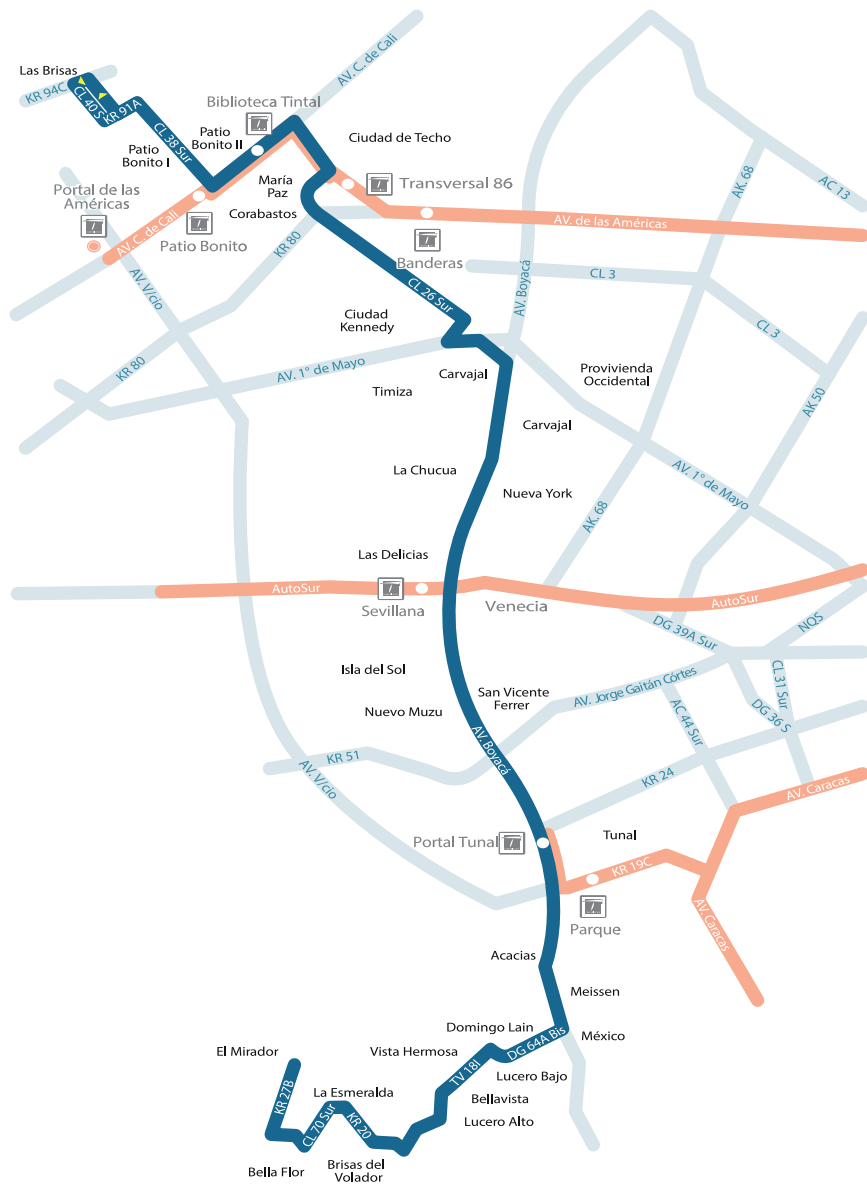 Las Brisas
KR 94C
CL 40 S
KR 91A
CL 38 Sur
Patio
Bonito I
Patio
Bonito II
Biblioteca Tintal
AV. C. de Cali
Ciudad de Techo
María
Paz
Transversal 86
Corabastos
Portal de las
Américas
AV. C. de Cali
Patio Bonito
KR 80
Banderas
AV. de las Américas
AK. 68
AC 13
AV. V/cio
CL 26 Sur
AV. Boyacá
CL 3
CL 3
Ciudad
Kennedy
KR 80
AV. 1° de Mayo
Timiza
Carvajal
Provivienda
Occidental
AK 50
Carvajal
La Chucua
Nueva York
AV. 1° de Mayo
AK. 68
Las Delicias
AutoSur
Sevillana
Venecia
AutoSur
DG 39A Sur
NQS
Isla del Sol
San Vicente
Ferrer
AV. Jorge Gaitán Córtes
CL 31 Sur
DG 36 S
AC 44 Sur
Nuevo Muzu
KR 51
AV. Boyacá
AV. V/cio
KR 24
AV. Caracas
Portal Tunal
Tunal
KR 19C
Parque
AV. Caracas
Acacias
Meissen
Domingo Lain
DG 64A Bis
México
El Mirador
Vista Hermosa
TV 18I
Lucero Bajo
KR 27B
La Esmeralda
Bellavista
CL 70 Sur
KR 20
Lucero Alto
Bella Flor
Brisas del
Volador